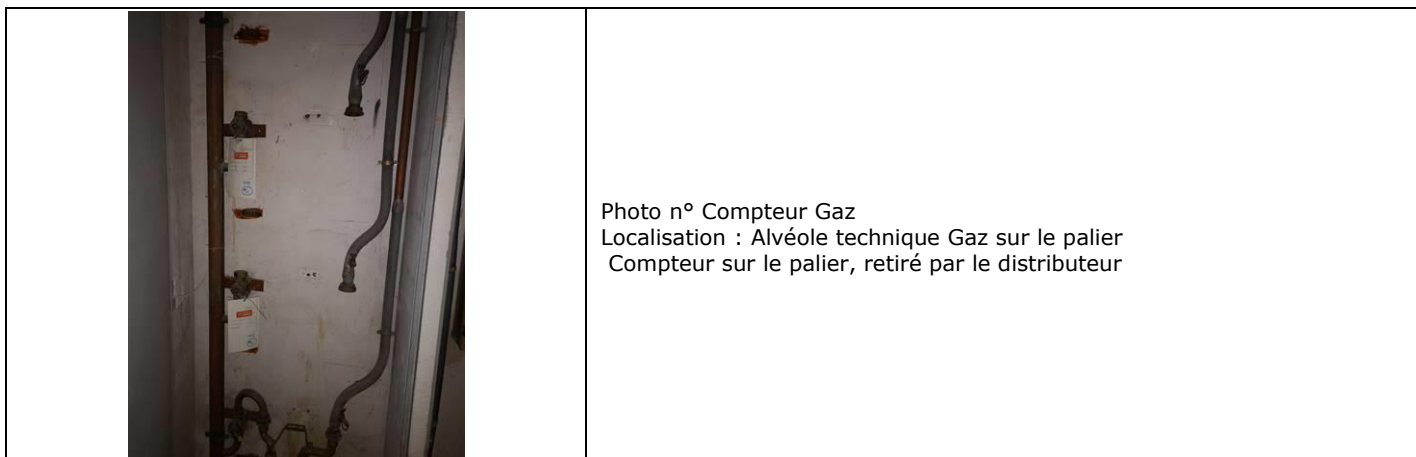 Photo n° Compteur Gaz
Localisation : Alvéole technique Gaz sur le palier
Compteur sur le palier, retiré par le distributeur